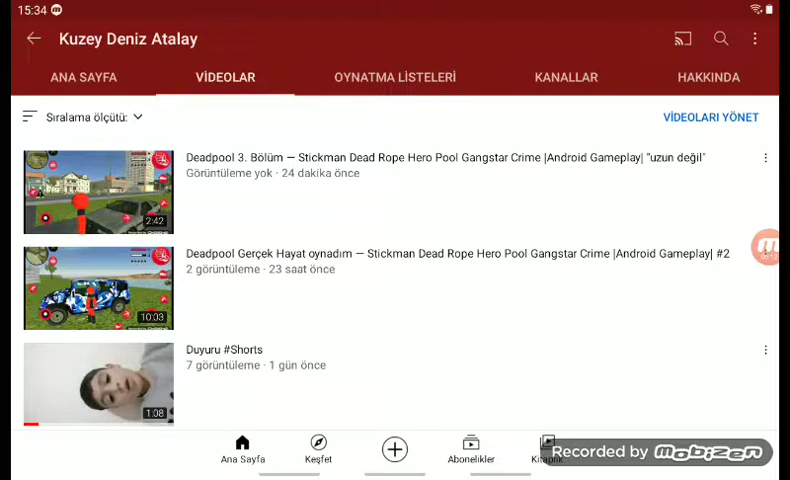 15:34
Kuzey Deniz Atalay
ANA SAYFA VİDEOLAR OYNATMA LİSTELERİ KANALLAR HAKKINDA
Sıralama ölçütü: VİDEOLARI YÖNET
Deadpool 3. Bölüm — Stickman Dead Rope Hero Pool Gangstar Crime |Android Gameplay| "uzun değil"
Görüntüleme yok · 24 dakika önce
2:42
Deadpool Gerçek Hayat oynadım — Stickman Dead Rope Hero Pool Gangstar Crime |Android Gameplay| #2
2 görüntüleme · 23 saat önce
10:03
Duyuru #Shorts
7 görüntüleme · 1 gün önce
1:08
Ana Sayfa Keşfet Abonelikler Kitaplık
Recorded by mobizen